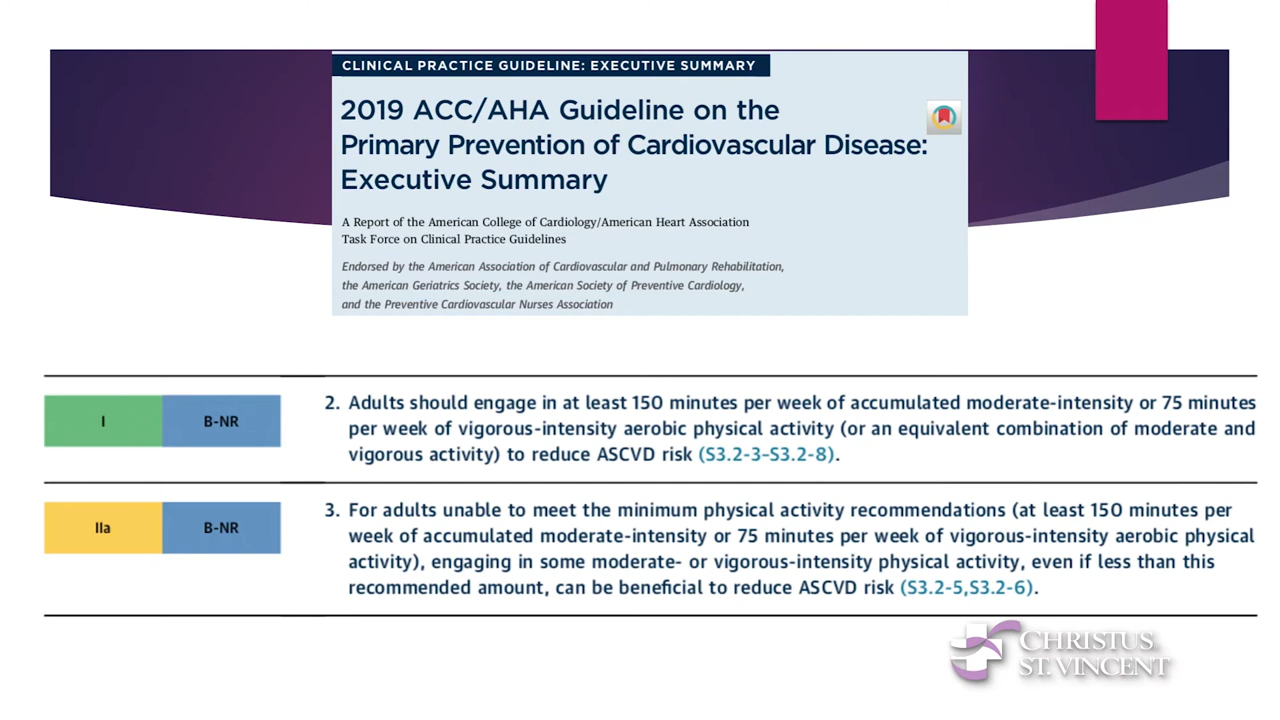 CLINICAL PRACTICE GUIDELINE: EXECUTIVE SUMMARY
2019 ACC/AHA Guideline on the
Primary Prevention of Cardiovascular Disease:
Executive Summary
A Report of the American College of Cardiology/American Heart Association
Task Force on Clinical Practice Guidelines
Endorsed by the American Association of Cardiovascular and Pulmonary Rehabilitation,
the American Geriatrics Society, the American Society of Preventive Cardiology,
and the Preventive Cardiovascular Nurses Association
I B-NR 2. Adults should engage in at least 150 minutes per week of accumulated moderate-intensity or 75 minutes
per week of vigorous-intensity aerobic physical activity (or an equivalent combination of moderate and
vigorous activity) to reduce ASCVD risk (S3.2-3–S3.2-8).
IIa B-NR 3. For adults unable to meet the minimum physical activity recommendations (at least 150 minutes per
week of accumulated moderate-intensity or 75 minutes per week of vigorous-intensity aerobic physical
activity), engaging in some moderate- or vigorous-intensity physical activity, even if less than this
recommended amount, can be beneficial to reduce ASCVD risk (S3.2-5,S3.2-6).
CHRISTUS
ST. VINCENT